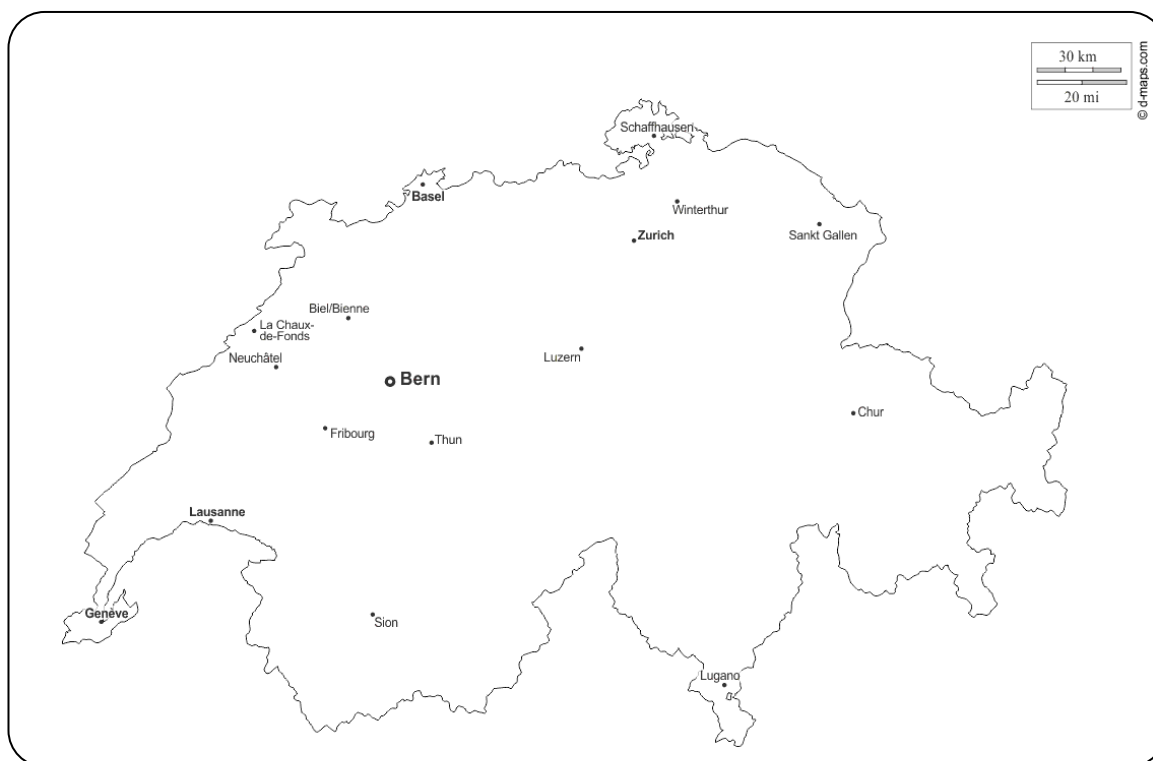 30 km
20 mi
© d-maps.com
Schaffhausen
Basel
Winterthur
Zurich
Sankt Gallen
Biel/Bienne
La Chaux-
de-Fonds
Neuchâtel
Luzern
Bern
Chur
Fribourg
Thun
Lausanne
Genève
Sion
Lugano